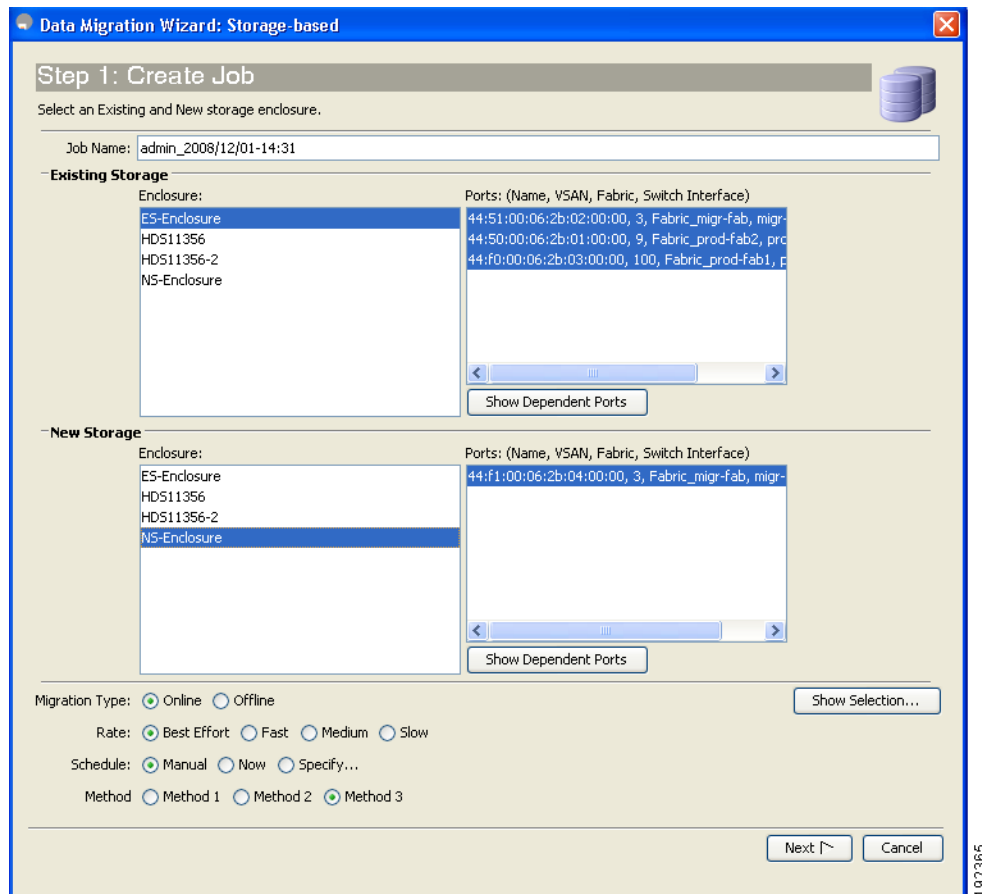 Data Migration Wizard: Storage-based
Step 1: Create Job
Select an Existing and New storage enclosure.
Job Name: admin_2008/12/01-14:31
Existing Storage
Enclosure:
ES-Enclosure
HDS11356
HDS11356-2
NS-Enclosure
Ports: (Name, VSAN, Fabric, Switch Interface)
44:51:00:06:2b:02:00:00, 3, Fabric_migr-fab, migr-
44:50:00:06:2b:01:00:00, 9, Fabric_prod-fab2, prc
44:f0:00:06:2b:03:00:00, 100, Fabric_prod-fab1, p
Show Dependent Ports
New Storage
Enclosure:
ES-Enclosure
HDS11356
HDS11356-2
NS-Enclosure
Ports: (Name, VSAN, Fabric, Switch Interface)
44:f1:00:06:2b:04:00:00, 3, Fabric_migr-fab, migr-
Show Dependent Ports
Migration Type: Online Offline
Show Selection...
Rate: Best Effort Fast Medium Slow
Schedule: Manual Now Specify...
Method Method 1 Method 2 Method 3
Next Cancel
192365